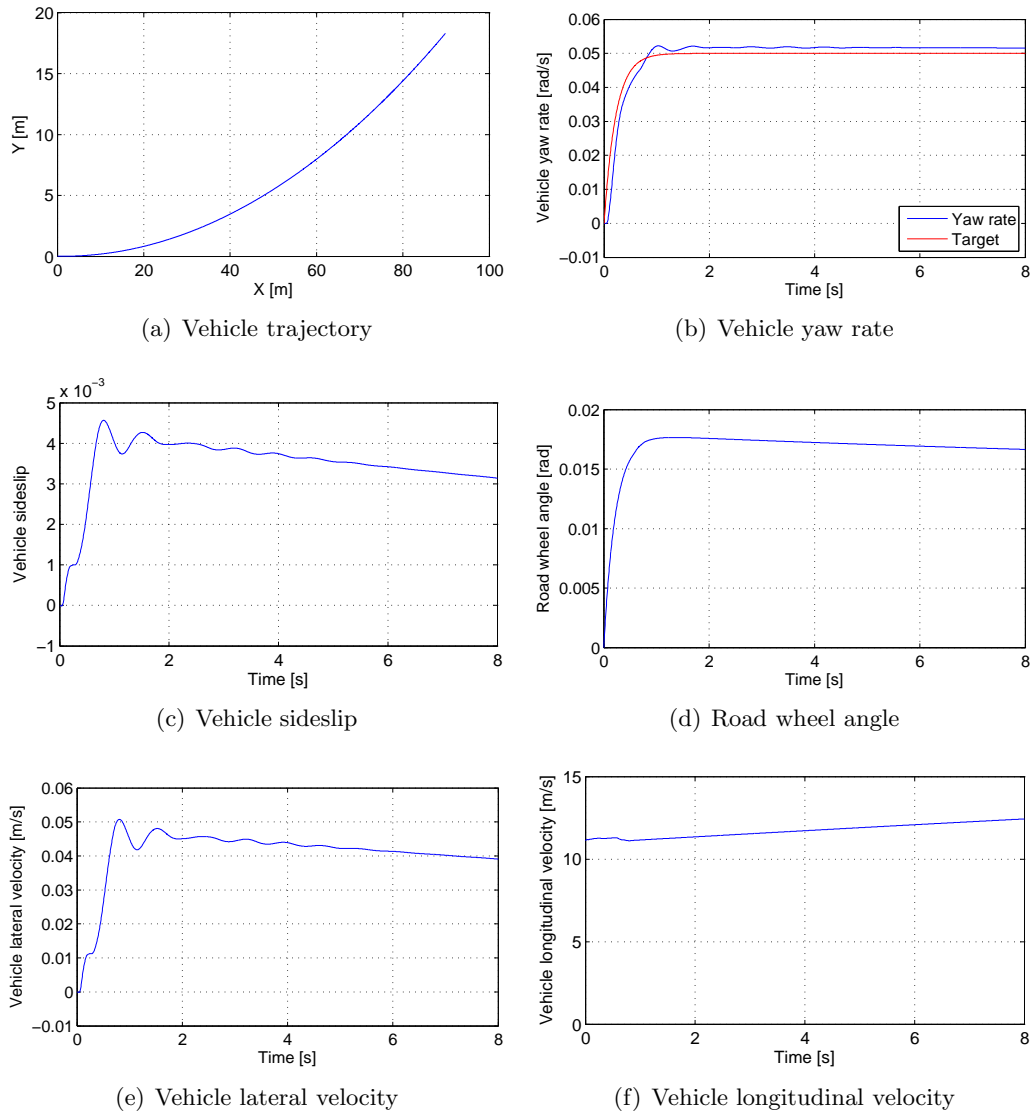 20
15
10
5
0
0 20 40 60 80 100
Y [m]
X [m]
(a) Vehicle trajectory
0.06
0.05
0.04
0.03
0.02
0.01
0
−0.01
0 2 4 6 8
Vehicle yaw rate [rad/s]
Time [s]
Yaw rate
Target
(b) Vehicle yaw rate
x 10−3
5
4
3
2
1
0
−1
0 2 4 6 8
Vehicle sideslip
Time [s]
(c) Vehicle sideslip
0.02
0.015
0.01
0.005
0
0 2 4 6 8
Road wheel angle [rad]
Time [s]
(d) Road wheel angle
0.06
0.05
0.04
0.03
0.02
0.01
0
−0.01
0 2 4 6 8
Vehicle lateral velocity [m/s]
Time [s]
(e) Vehicle lateral velocity
15
10
5
0
0 2 4 6 8
Vehicle longitudinal velocity [m/s]
Time [s]
(f) Vehicle longitudinal velocity